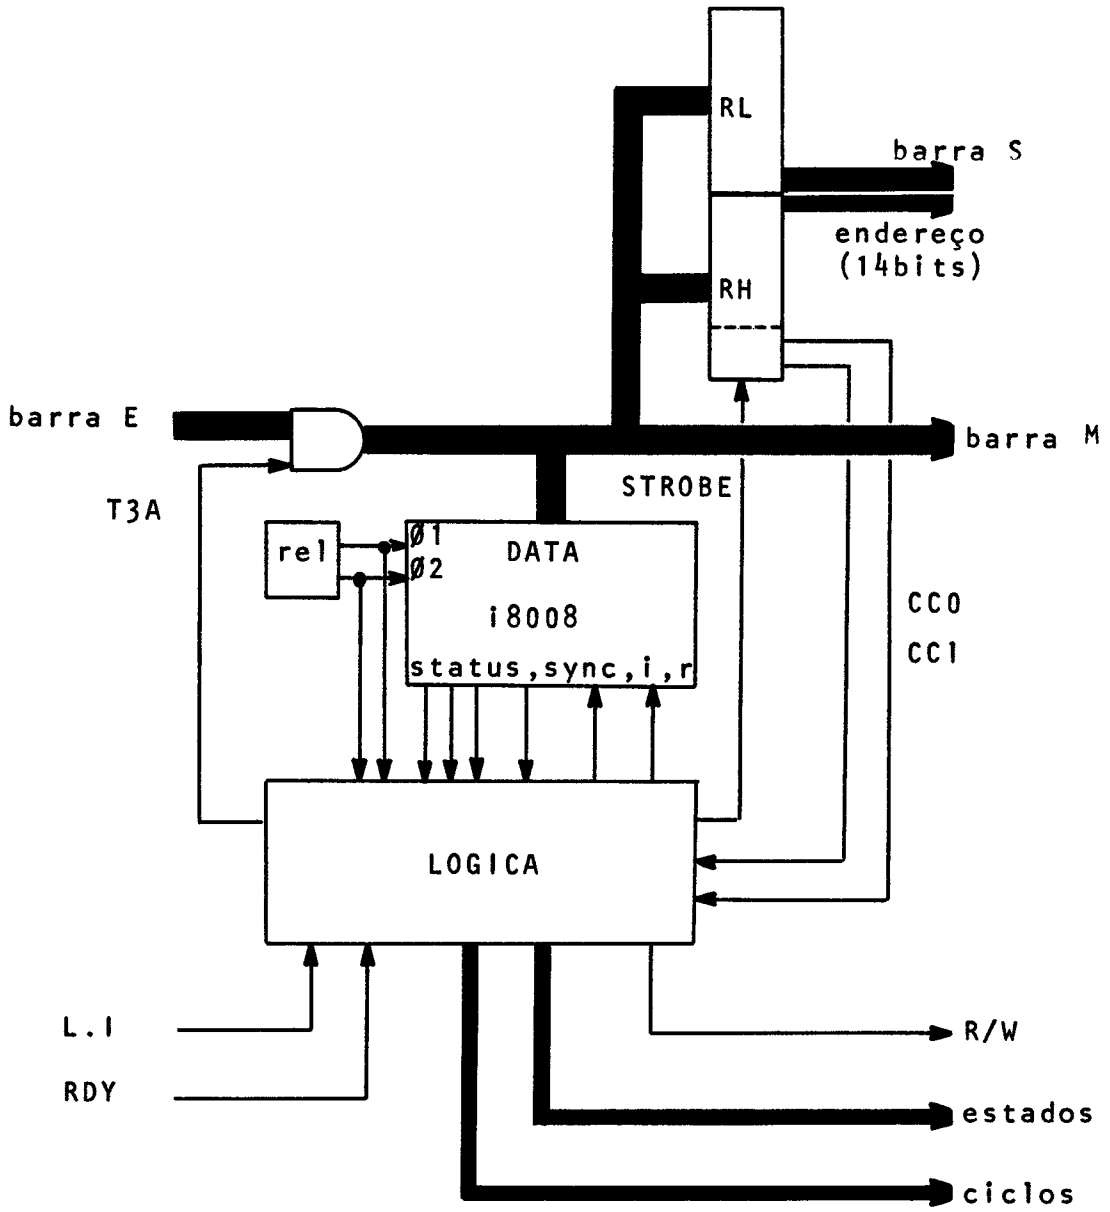 RL
barra S
endereço
(14bits)
RH
barra E
barra M
STROBE
T3A
rel
Ø1
DATA
Ø2
i8008
CC0
status,sync,i,r
CC1
LOGICA
L.I
R/W
RDY
estados
ciclos